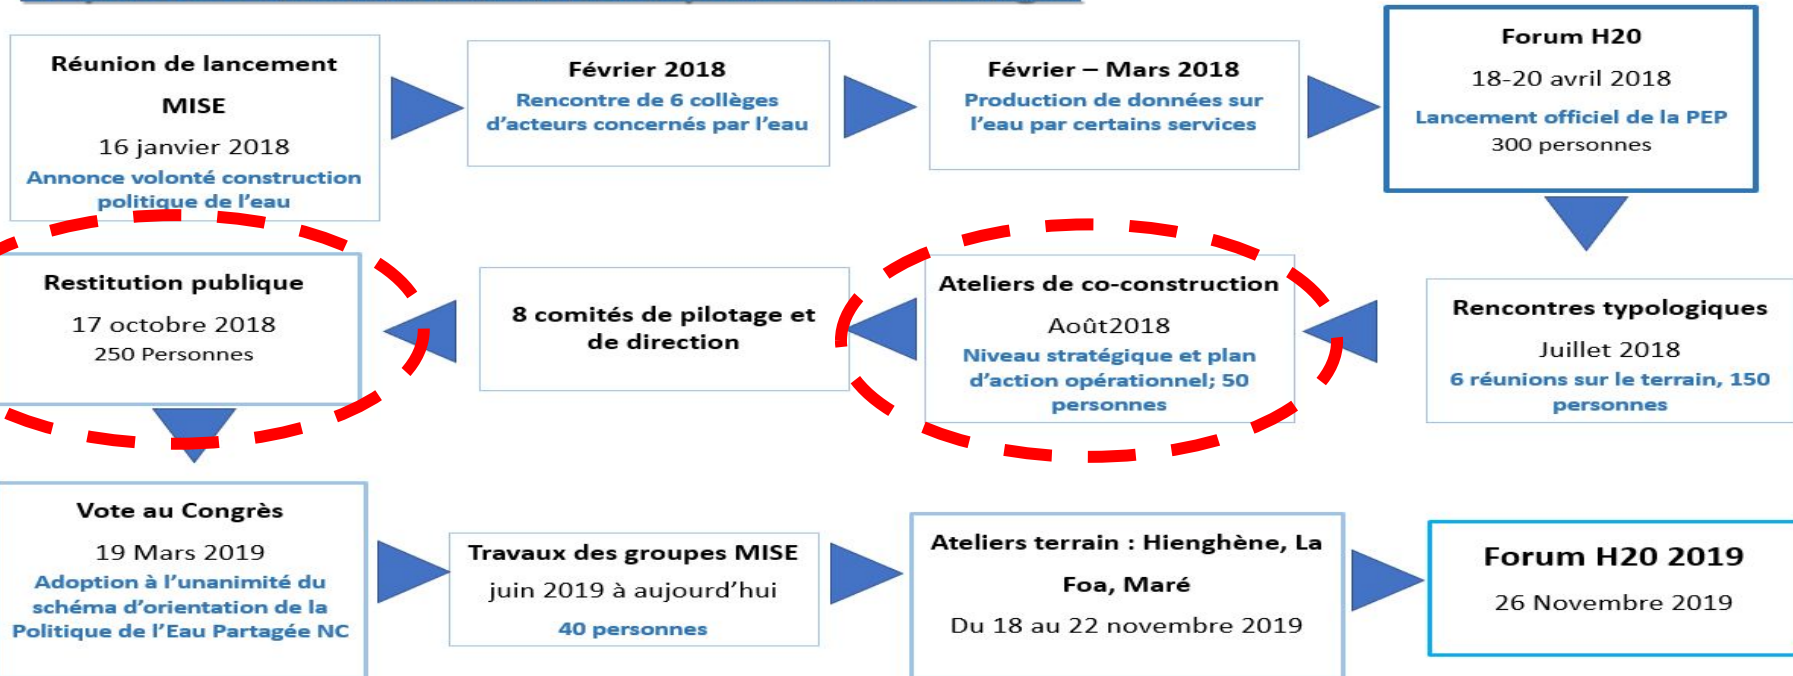 Réunion de lancement
MISE
16 janvier 2018
Annonce volonté construction
politique de l’eau
Février 2018
Rencontre de 6 collèges
d’acteurs concernés par l’eau
Février – Mars 2018
Production de données sur
l’eau par certains services
Forum H20
18-20 avril 2018
Lancement officiel de la PEP
300 personnes
Rencontres typologiques
Juillet 2018
6 réunions sur le terrain, 150
personnes
Ateliers de co-construction
Août2018
Niveau stratégique et plan
d’action opérationnel; 50
personnes
8 comités de pilotage et
de direction
Restitution publique
17 octobre 2018
250 Personnes
Vote au Congrès
19 Mars 2019
Adoption à l’unanimité du
schéma d’orientation de la
Politique de l’Eau Partagée NC
Travaux des groupes MISE
juin 2019 à aujourd’hui
40 personnes
Ateliers terrain : Hienghène, La
Foa, Maré
Du 18 au 22 novembre 2019
Forum H20 2019
26 Novembre 2019